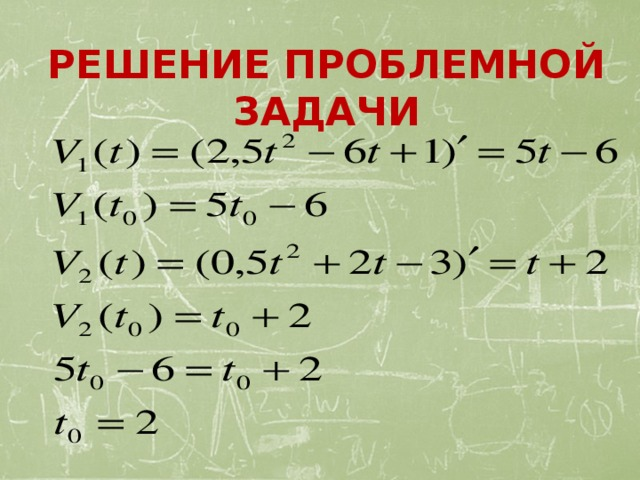 РЕШЕНИЕ ПРОБЛЕМНОЙ
ЗАДАЧИ
V₁(t) = (2,5t² − 6t + 1)′ = 5t − 6
V₁(t₀) = 5t₀ − 6
V₂(t) = (0,5t² + 2t − 3)′ = t + 2
V₂(t₀) = t₀ + 2
5t₀ − 6 = t₀ + 2
t₀ = 2